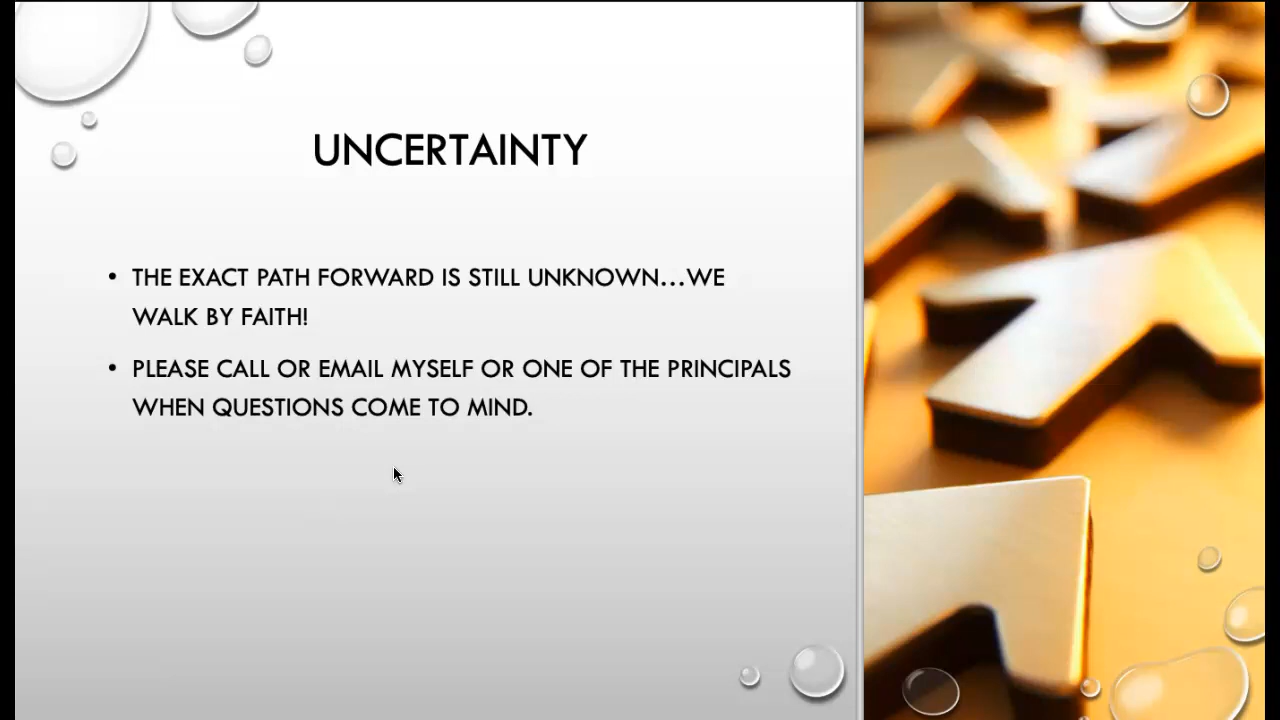 UNCERTAINTY
• THE EXACT PATH FORWARD IS STILL UNKNOWN...WE
WALK BY FAITH!
• PLEASE CALL OR EMAIL MYSELF OR ONE OF THE PRINCIPALS
WHEN QUESTIONS COME TO MIND.